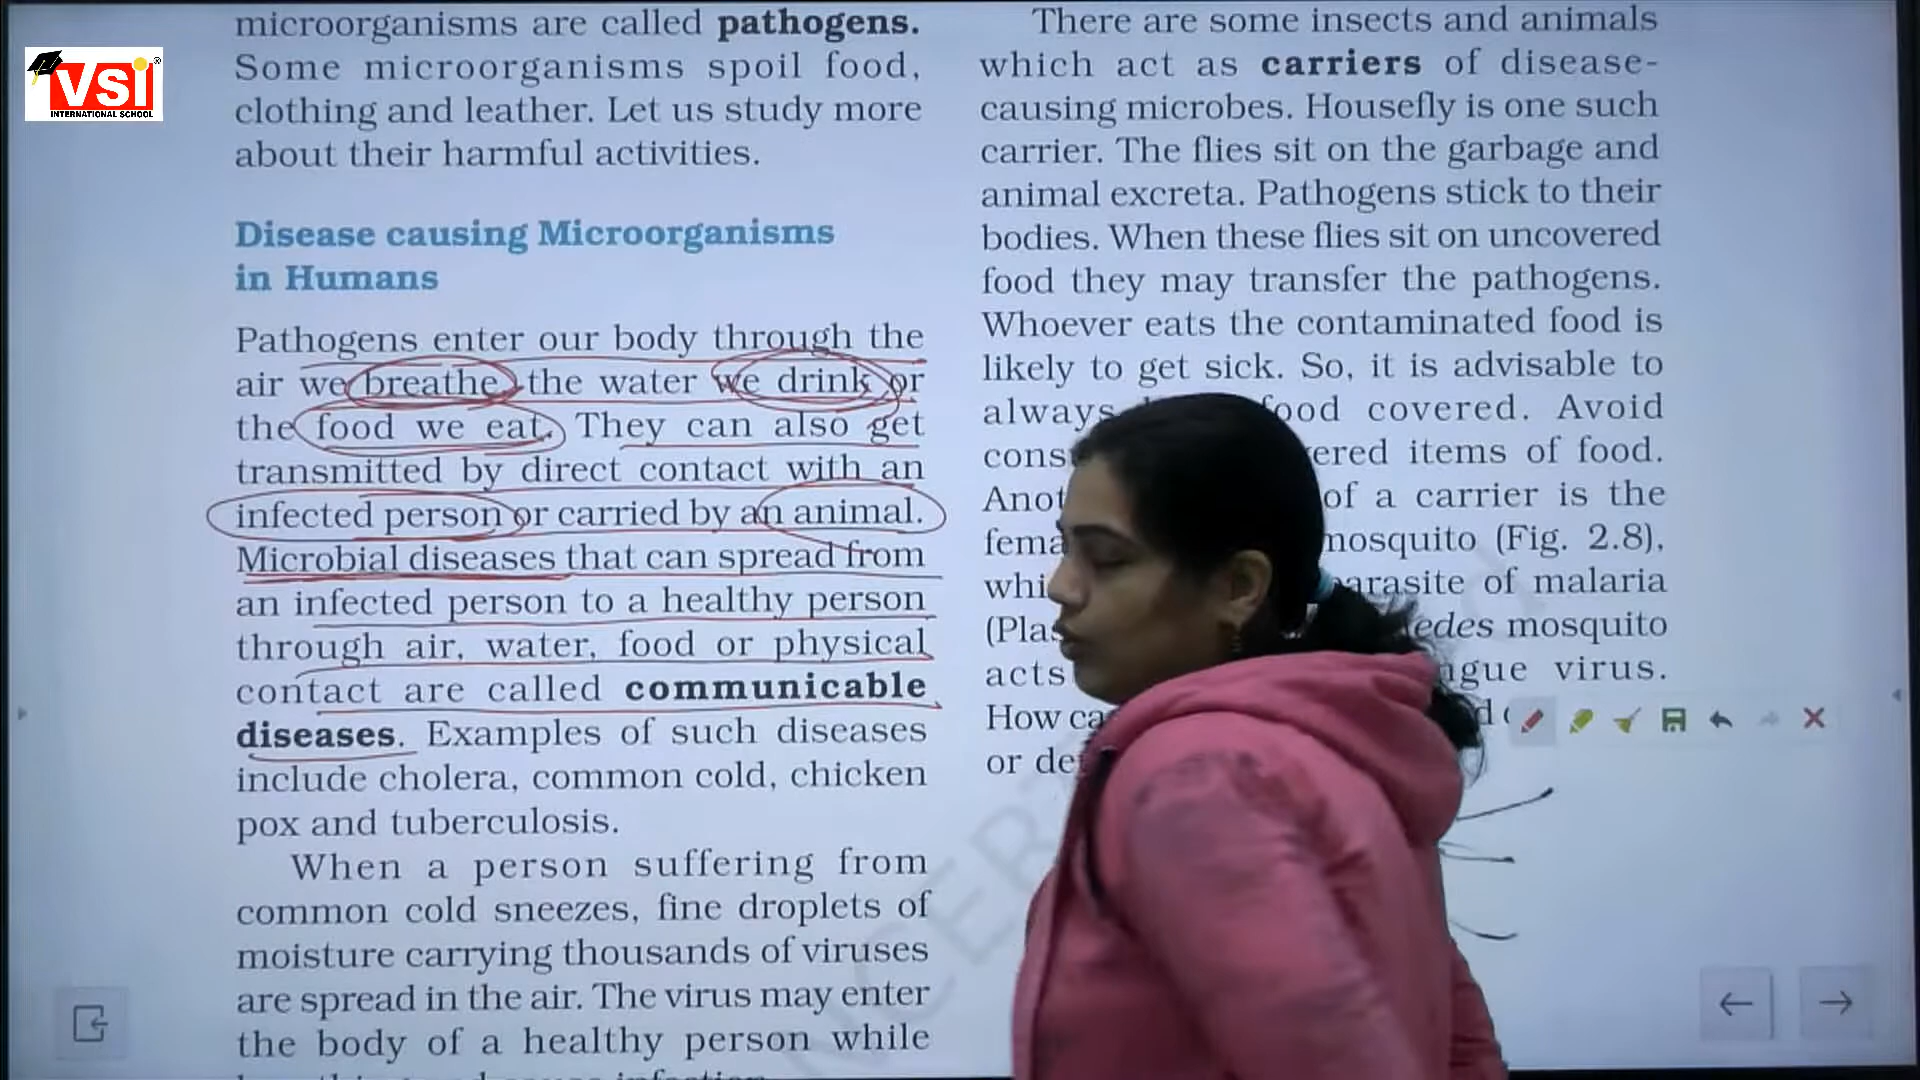 VSI
INTERNATIONAL SCHOOL
microorganisms are called pathogens.
Some microorganisms spoil food,
clothing and leather. Let us study more
about their harmful activities.
Disease causing Microorganisms
in Humans
Pathogens enter our body through the
air we breathe, the water we drink or
the food we eat. They can also get
transmitted by direct contact with an
infected person or carried by an animal.
Microbial diseases that can spread from
an infected person to a healthy person
through air, water, food or physical
contact are called communicable
diseases. Examples of such diseases
include cholera, common cold, chicken
pox and tuberculosis.
When a person suffering from
common cold sneezes, fine droplets of
moisture carrying thousands of viruses
are spread in the air. The virus may enter
the body of a healthy person while
There are some insects and animals
which act as carriers of disease-
causing microbes. Housefly is one such
carrier. The flies sit on the garbage and
animal excreta. Pathogens stick to their
bodies. When these flies sit on uncovered
food they may transfer the pathogens.
Whoever eats the contaminated food is
likely to get sick. So, it is advisable to
always food covered. Avoid
items of food.
of a carrier is the
mosquito (Fig. 2.8),
parasite of malaria
mosquito
acts virus.
How
or
NCERT